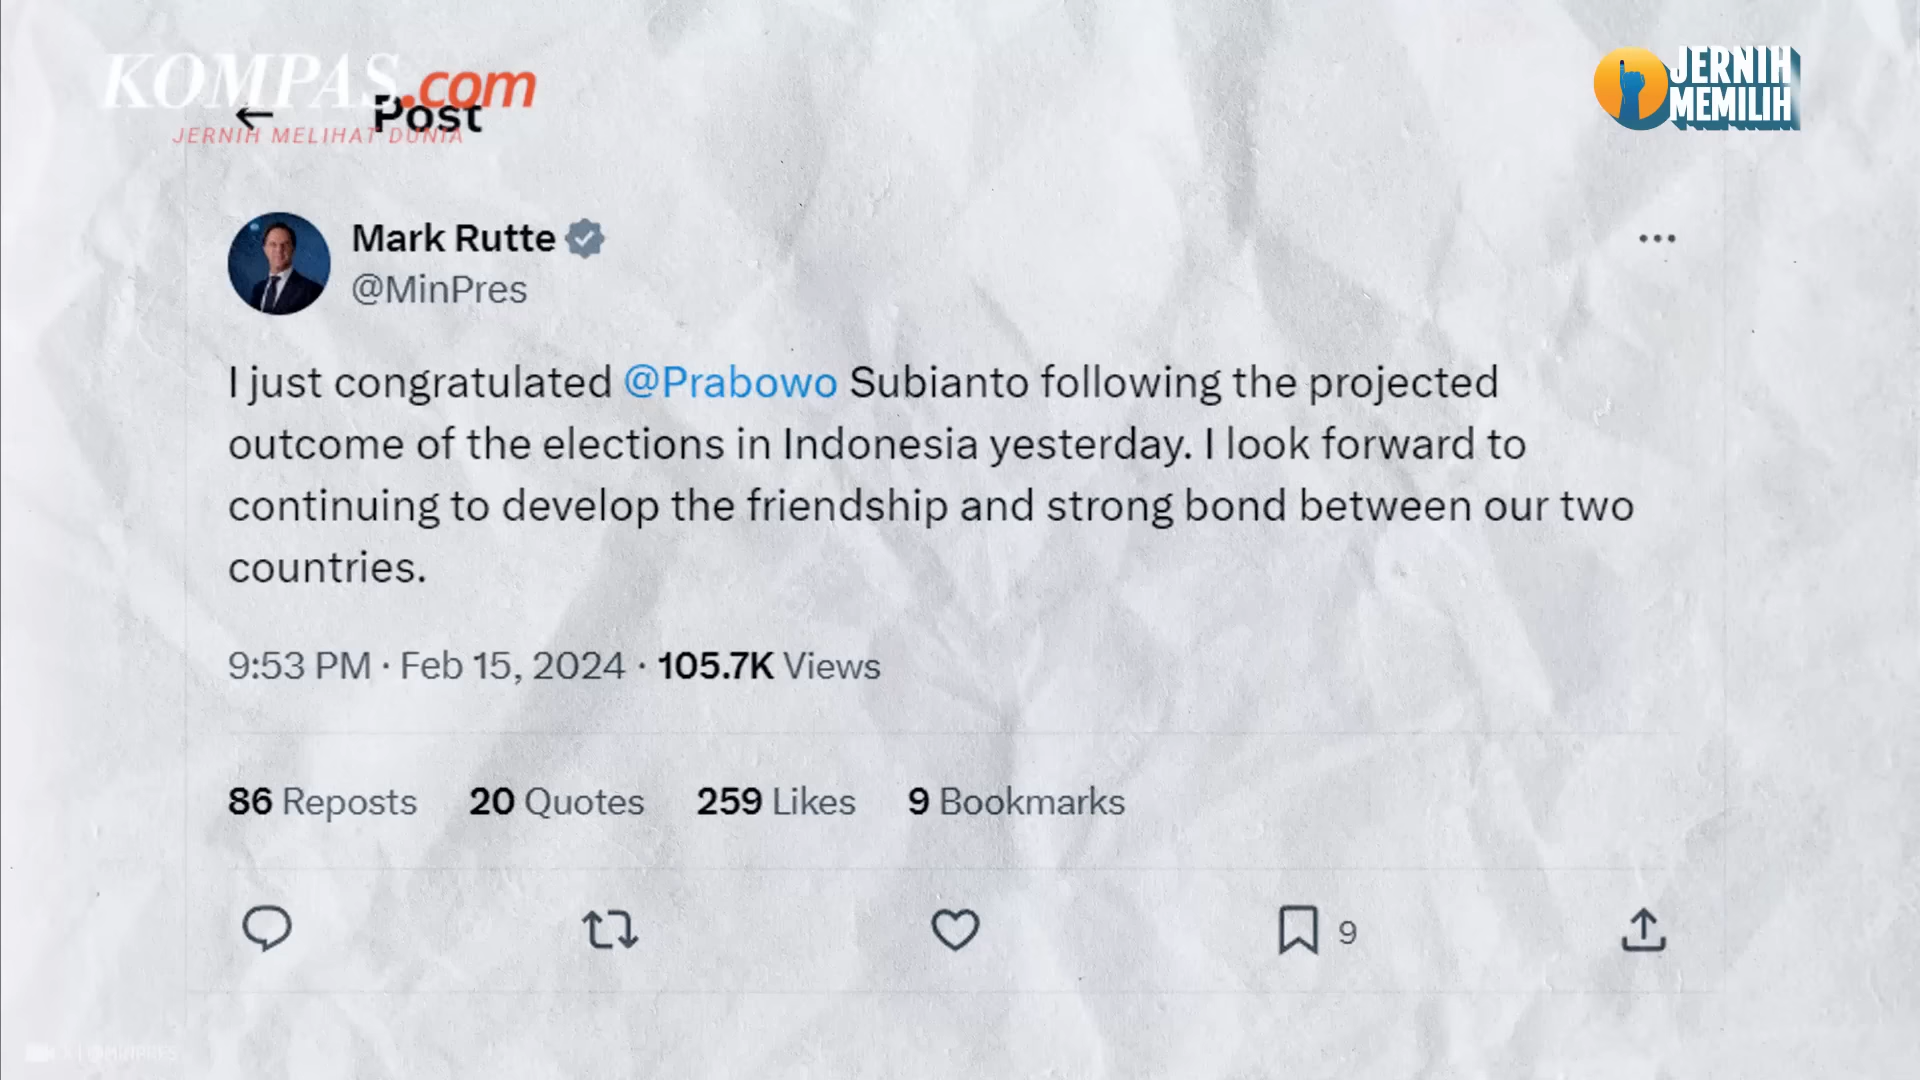 KOMPAS.com
JERNIH MELIHAT DUNIA
JERNIH
MEMILIH
Post
Mark Rutte
@MinPres
I just congratulated @Prabowo Subianto following the projected
outcome of the elections in Indonesia yesterday. I look forward to
continuing to develop the friendship and strong bond between our two
countries.
9:53 PM · Feb 15, 2024 · 105.7K Views
86 Reposts 20 Quotes 259 Likes 9 Bookmarks
9
X | @MINPRES